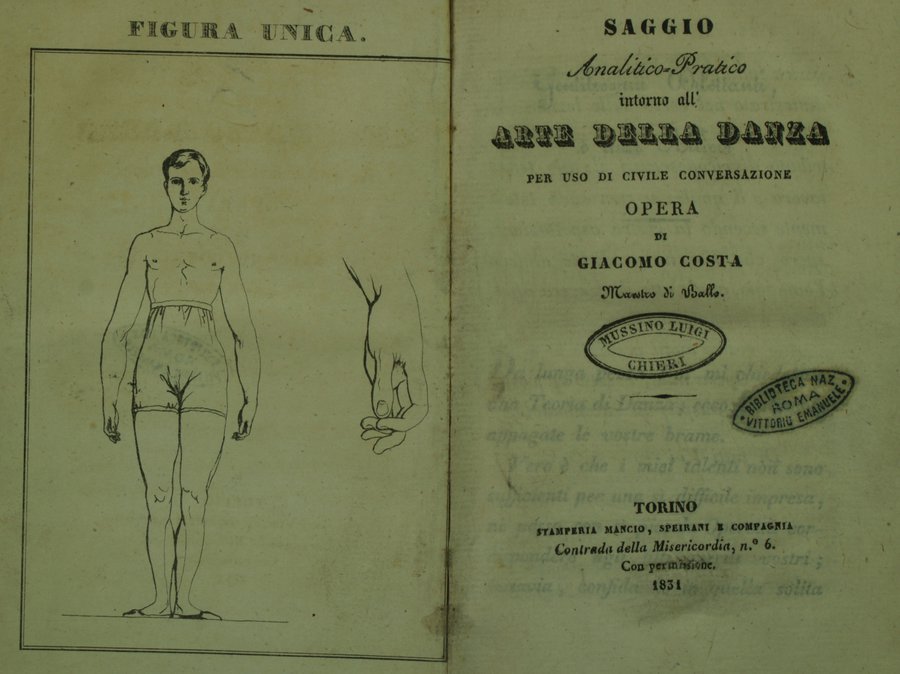 FIGURA UNICA.
SAGGIO
Analitico-Pratico
intorno all'
ARTE DELLA DANZA
PER USO DI CIVILE CONVERSAZIONE
OPERA
DI
GIACOMO COSTA
Maestro di Ballo.
MUSSINO LUIGI
CHIERI
BIBLIOTECA NAZ.
ROMA
VITTORIO EMANUELE
TORINO
STAMPERIA MANCIO, SPEIRANI E COMPAGNIA
Contrada della Misericordia, n.º 6.
Con permissione.
1831